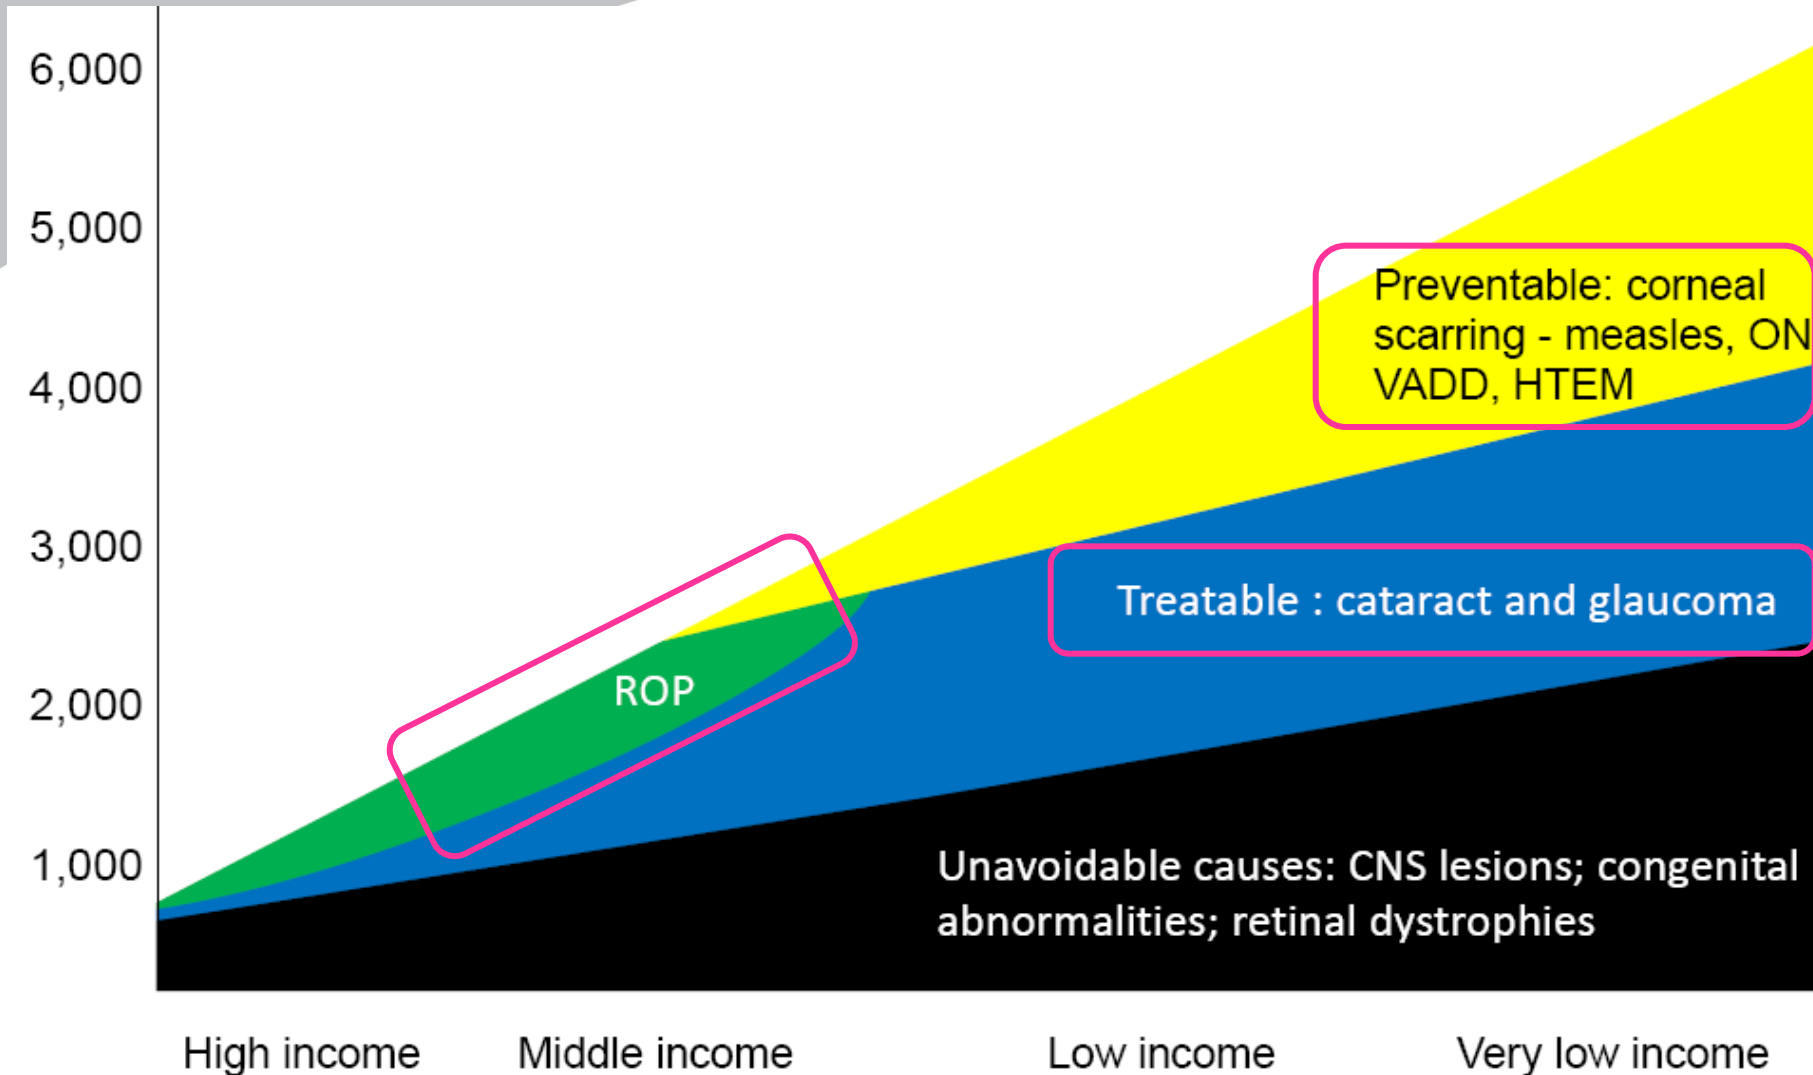 6,000
5,000
4,000
3,000
2,000
1,000
Preventable: corneal
scarring - measles, ON
VADD, HTEM
Treatable : cataract and glaucoma
ROP
Unavoidable causes: CNS lesions; congenital
abnormalities; retinal dystrophies
High income
Middle income
Low income
Very low income